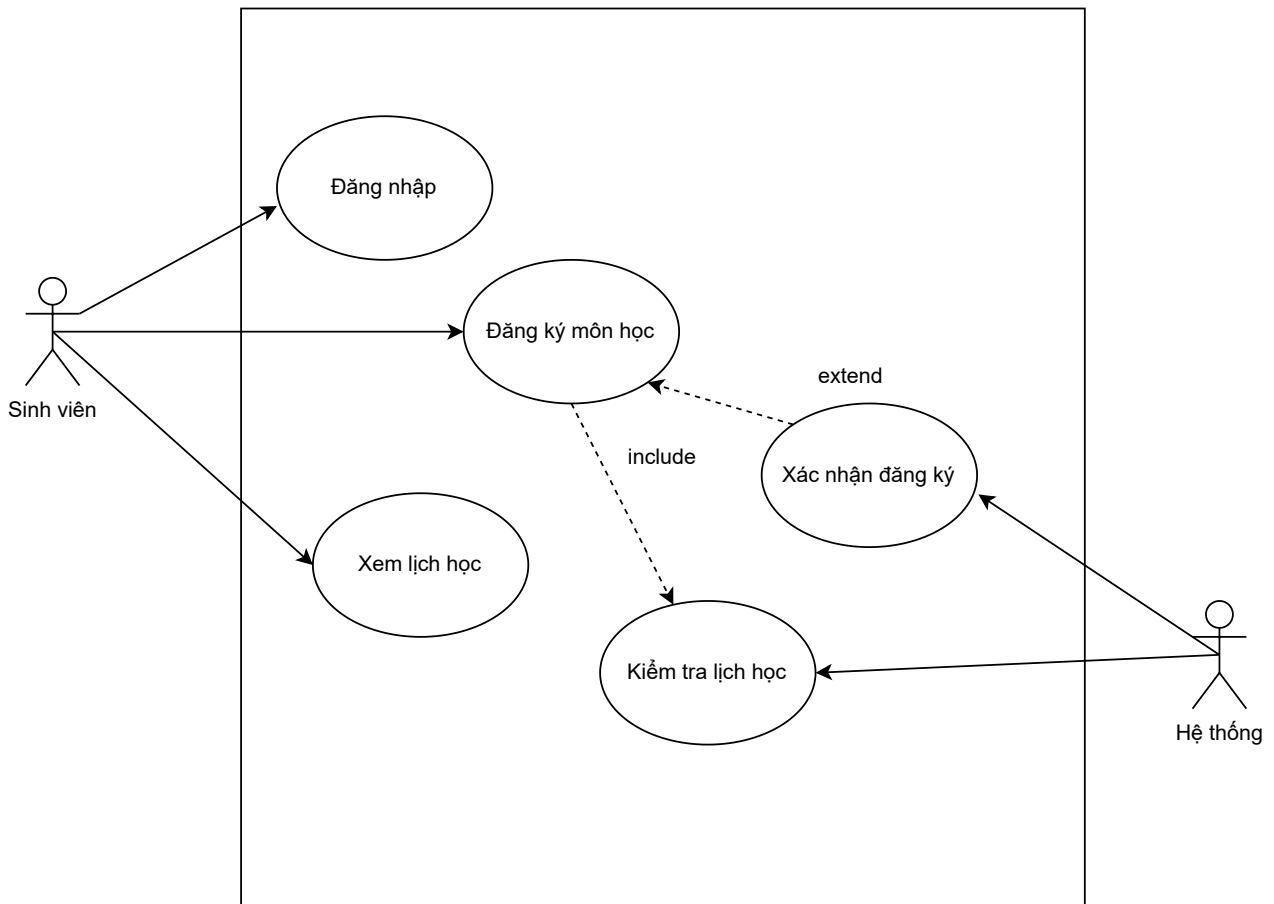 Đăng nhập
Đăng ký môn học
extend
Sinh viên
include
Xác nhận đăng ký
Xem lịch học
Kiểm tra lịch học
Hệ thống